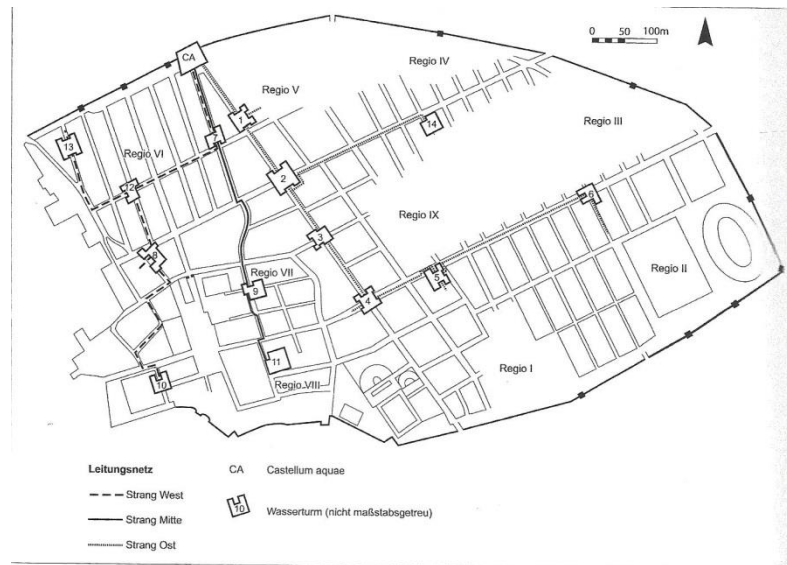 0 50 100m
CA
Regio IV
Regio V
1
14
7
Regio III
13
Regio VI
12
2
6
Regio IX
3
8
Regio VII
5
Regio II
9
4
11
Regio I
10
Regio VIII
Leitungsnetz
Strang West
Strang Mitte
Strang Ost
CA Castellum aquae
10 Wasserturm (nicht maßstabsgetreu)